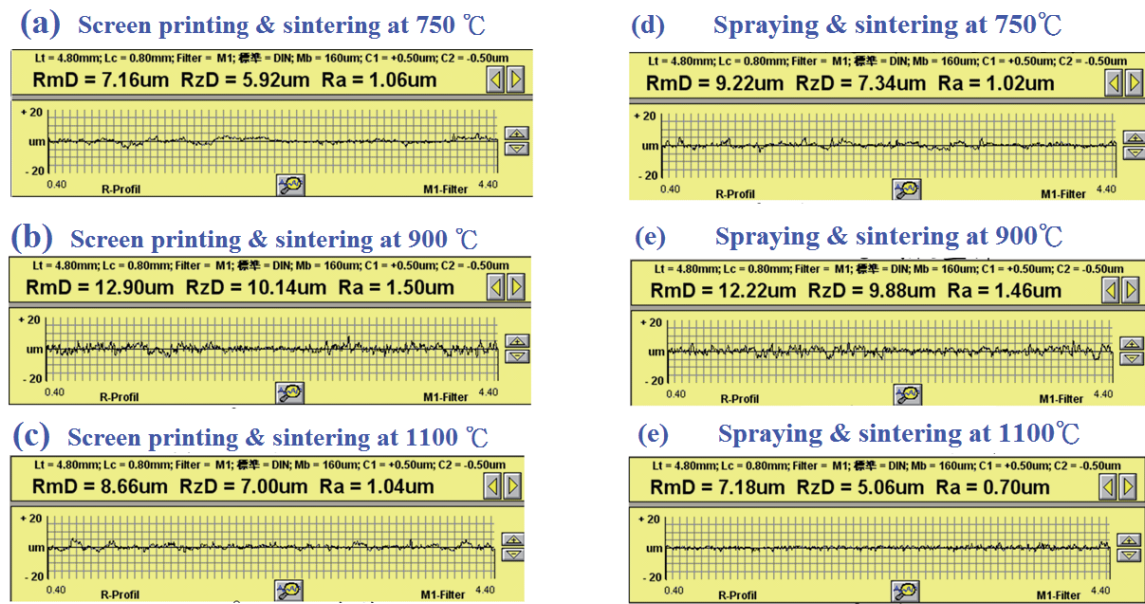 (a) Screen printing & sintering at 750 ℃
Lt = 4.80mm; Lc = 0.80mm; Filter = M1; 標準 = DIN; Mb = 160um; C1 = +0.50um; C2 = -0.50um
RmD = 7.16um RzD = 5.92um Ra = 1.06um
+ 20
um
- 20
0.40
R-Profil
M1-Filter
4.40
(b) Screen printing & sintering at 900 ℃
Lt = 4.80mm; Lc = 0.80mm; Filter = M1; 標準 = DIN; Mb = 160um; C1 = +0.50um; C2 = -0.50um
RmD = 12.90um RzD = 10.14um Ra = 1.50um
+ 20
um
- 20
0.40
R-Profil
M1-Filter
4.40
(c) Screen printing & sintering at 1100 ℃
Lt = 4.80mm; Lc = 0.80mm; Filter = M1; 標準 = DIN; Mb = 160um; C1 = +0.50um; C2 = -0.50um
RmD = 8.66um RzD = 7.00um Ra = 1.04um
+ 20
um
- 20
0.40
R-Profil
M1-Filter
4.40
(d) Spraying & sintering at 750℃
Lt = 4.80mm; Lc = 0.80mm; Filter = M1; 標準 = DIN; Mb = 160um; C1 = +0.50um; C2 = -0.50um
RmD = 9.22um RzD = 7.34um Ra = 1.02um
+ 20
um
- 20
0.40
R-Profil
M1-Filter
4.40
(e) Spraying & sintering at 900℃
Lt = 4.80mm; Lc = 0.80mm; Filter = M1; 標準 = DIN; Mb = 160um; C1 = +0.50um; C2 = -0.50um
RmD = 12.22um RzD = 9.88um Ra = 1.46um
+ 20
um
- 20
0.40
R-Profil
M1-Filter
4.40
(e) Spraying & sintering at 1100℃
Lt = 4.80mm; Lc = 0.80mm; Filter = M1; 標準 = DIN; Mb = 160um; C1 = +0.50um; C2 = -0.50um
RmD = 7.18um RzD = 5.06um Ra = 0.70um
+ 20
um
- 20
0.40
R-Profil
M1-Filter
4.40